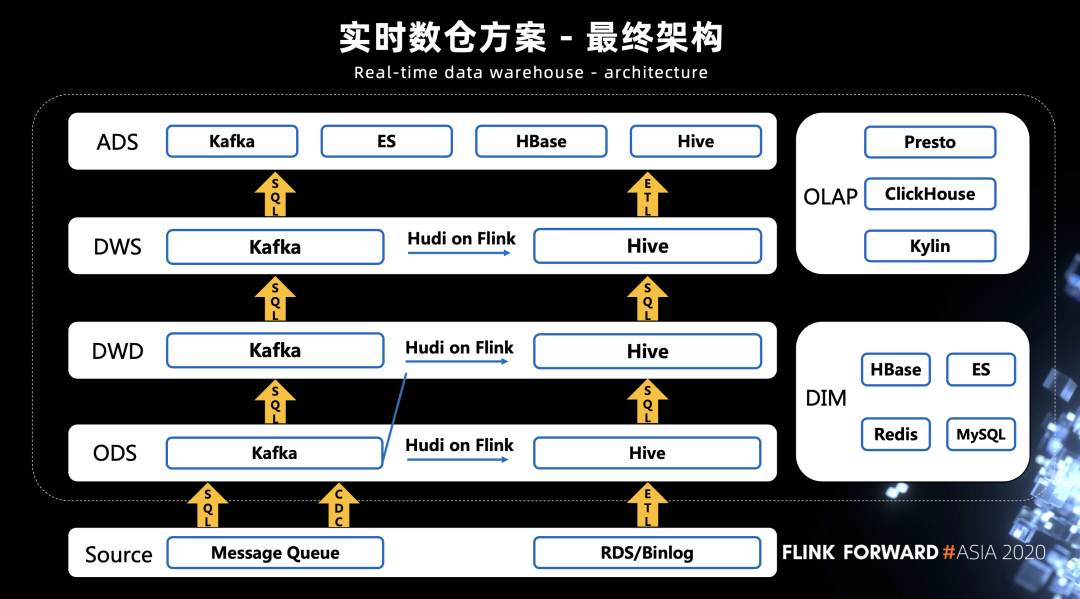 实时数仓方案 - 最终架构
Real-time data warehouse - architecture
ADS
Kafka
ES
HBase
Hive
SQL
ETL
DWS
Kafka
Hudi on Flink
Hive
SQL
SQL
DWD
Kafka
Hudi on Flink
Hive
SQL
SQL
ODS
Kafka
Hudi on Flink
Hive
SQL
CDC
ETL
Source
Message Queue
RDS/Binlog
OLAP
Presto
ClickHouse
Kylin
DIM
HBase
ES
Redis
MySQL
FLINK FORWARD #ASIA 2020